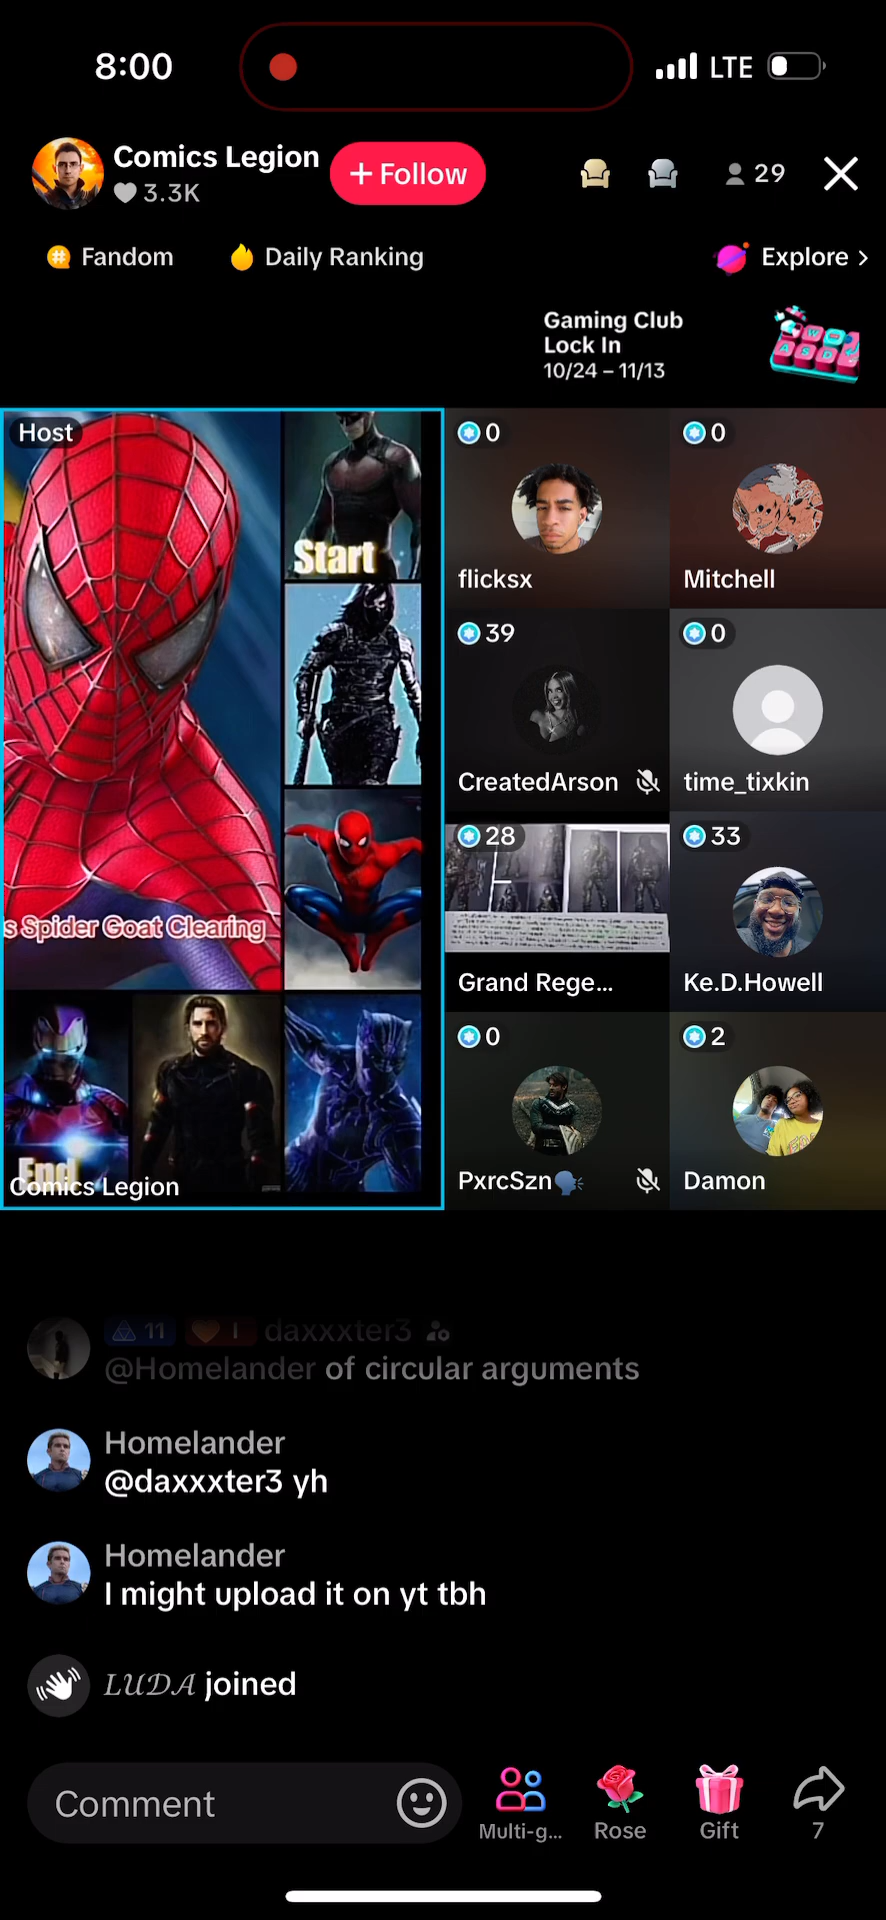 8:00
LTE
Comics Legion
3.3K
+ Follow
29
Fandom
Daily Ranking
Explore >
Gaming Club
Lock In
10/24 – 11/13
Host
Start
s Spider Goat Clearing
End
Comics Legion
0
flicksx
0
Mitchell
39
CreatedArson
0
time_tixkin
28
Grand Rege...
33
Ke.D.Howell
0
PxrcSzn
2
Damon
11 I daxxxter3
@Homelander of circular arguments
Homelander
@daxxxter3 yh
Homelander
I might upload it on yt tbh
LUDA joined
Comment
Multi-g...
Rose
Gift
7